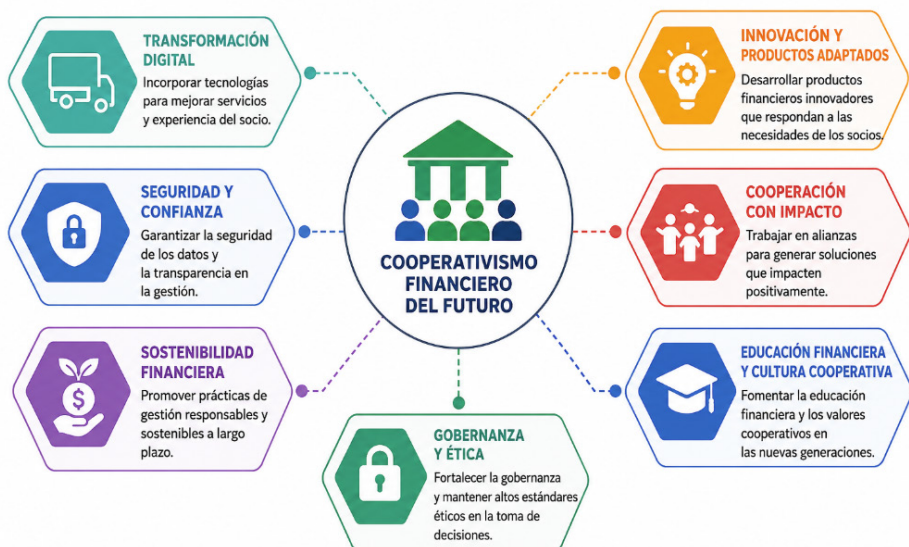 TRANSFORMACIÓN
DIGITAL
Incorporar tecnologías
para mejorar servicios
y experiencia del socio.
INNOVACIÓN Y
PRODUCTOS ADAPTADOS
Desarrollar productos
financieros innovadores
que respondan a las
necesidades de los socios.
SEGURIDAD Y
CONFIANZA
Garantizar la seguridad
de los datos y
la transparencia en
la gestión.
COOPERATIVISMO
FINANCIERO
DEL FUTURO
COOPERACIÓN
CON IMPACTO
Trabajar en alianzas
para generar soluciones
que impacten
positivamente.
SOSTENIBILIDAD
FINANCIERA
Promover prácticas de
gestión responsables y
sostenibles a largo
plazo.
$
EDUCACIÓN FINANCIERA
Y CULTURA COOPERATIVA
Fomentar la educación
financiera y los valores
cooperativos en
las nuevas generaciones.
GOBERNANZA
Y ÉTICA
Fortalecer la gobernanza
y mantener altos estándares
éticos en la toma de
decisiones.